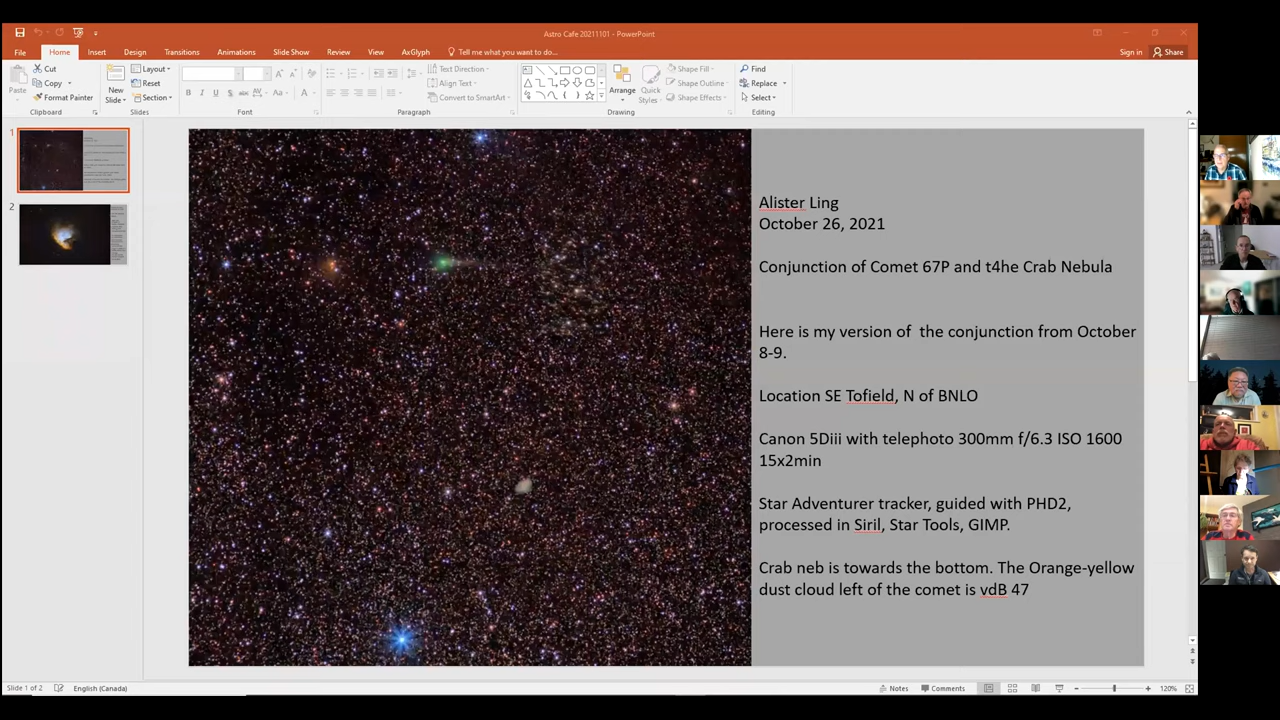 Astro Cafe 20211101 - PowerPoint
File
Home
Insert
Design
Transitions
Animations
Slide Show
Review
View
AxGlyph
Tell me what you want to do...
Sign in
Share
Paste
Cut
Copy
Format Painter
Clipboard
New
Slide
Layout
Reset
Section
Slides
B I U S abc AV Aa A
Font
Text Direction
Align Text
Convert to SmartArt
Paragraph
Arrange
Quick
Styles
Shape Fill
Shape Outline
Shape Effects
Drawing
Find
Replace
Select
Editing
1
2
Alister Ling
October 26, 2021
Conjunction of Comet 67P and t4he Crab Nebula
Here is my version of the conjunction from October
8-9.
Location SE Tofield, N of BNLO
Canon 5Diii with telephoto 300mm f/6.3 ISO 1600
15x2min
Star Adventurer tracker, guided with PHD2,
processed in Siril, Star Tools, GIMP.
Crab neb is towards the bottom. The Orange-yellow
dust cloud left of the comet is vdB 47
Slide 1 of 2
English (Canada)
Notes
Comments
120%